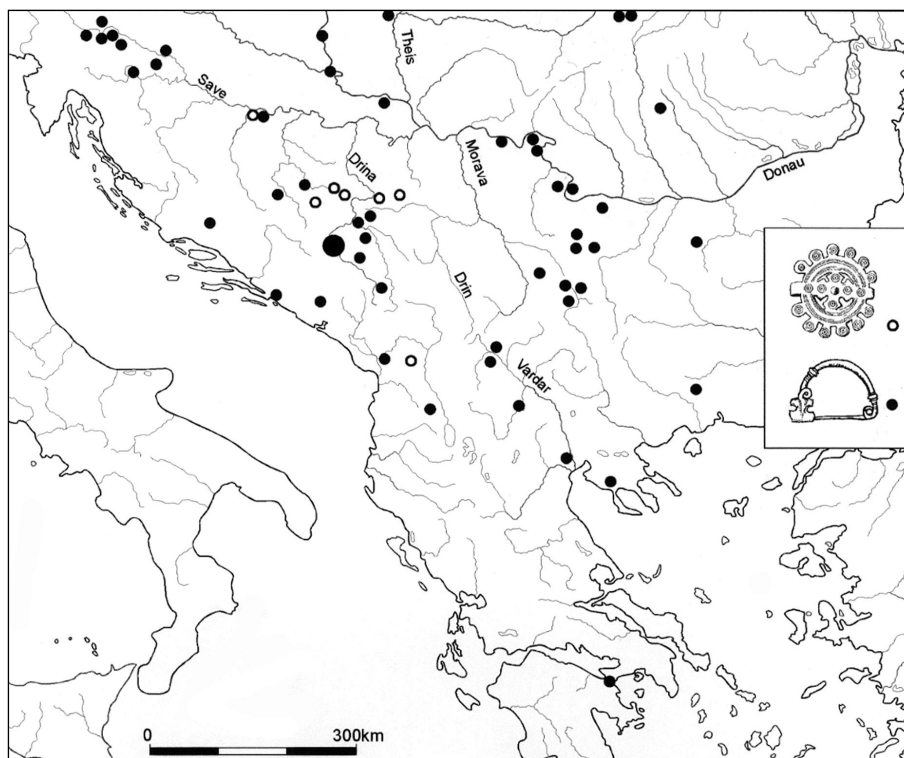 Theis
Save
Drina
Morava
Donau
Drin
Vardar
0 300km